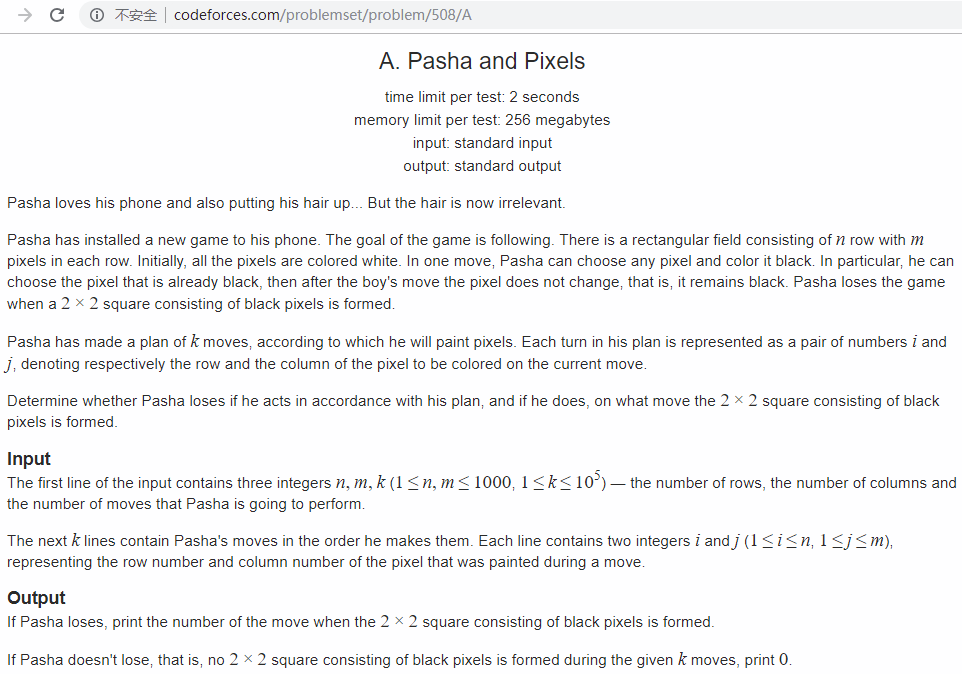 不安全 | codeforces.com/problemset/problem/508/A
A. Pasha and Pixels
time limit per test: 2 seconds
memory limit per test: 256 megabytes
input: standard input
output: standard output
Pasha loves his phone and also putting his hair up... But the hair is now irrelevant.
Pasha has installed a new game to his phone. The goal of the game is following. There is a rectangular field consisting of n row with m
pixels in each row. Initially, all the pixels are colored white. In one move, Pasha can choose any pixel and color it black. In particular, he can
choose the pixel that is already black, then after the boy's move the pixel does not change, that is, it remains black. Pasha loses the game
when a 2 × 2 square consisting of black pixels is formed.
Pasha has made a plan of k moves, according to which he will paint pixels. Each turn in his plan is represented as a pair of numbers i and
j, denoting respectively the row and the column of the pixel to be colored on the current move.
Determine whether Pasha loses if he acts in accordance with his plan, and if he does, on what move the 2 × 2 square consisting of black
pixels is formed.
Input
The first line of the input contains three integers n, m, k (1 ≤ n, m ≤ 1000, 1 ≤ k ≤ 10⁵) — the number of rows, the number of columns and
the number of moves that Pasha is going to perform.
The next k lines contain Pasha's moves in the order he makes them. Each line contains two integers i and j (1 ≤ i ≤ n, 1 ≤ j ≤ m),
representing the row number and column number of the pixel that was painted during a move.
Output
If Pasha loses, print the number of the move when the 2 × 2 square consisting of black pixels is formed.
If Pasha doesn't lose, that is, no 2 × 2 square consisting of black pixels is formed during the given k moves, print 0.